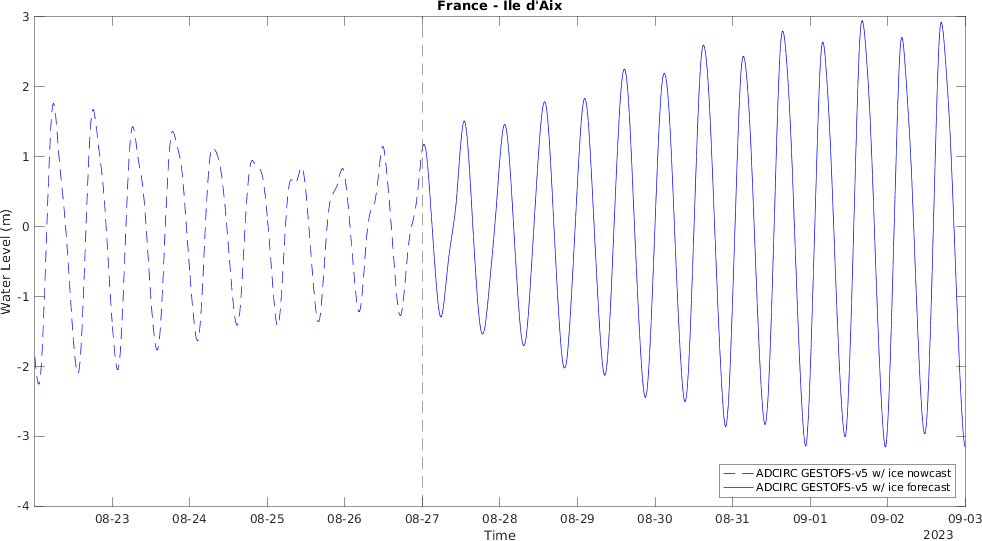 France - Ile d'Aix
3
2
1
0
-1
-2
-3
-4
Water Level (m)
ADCIRC GESTOFS-v5 w/ ice nowcast
ADCIRC GESTOFS-v5 w/ ice forecast
08-23 08-24 08-25 08-26 08-27 08-28 08-29 08-30 08-31 09-01 09-02 09-03
Time
2023